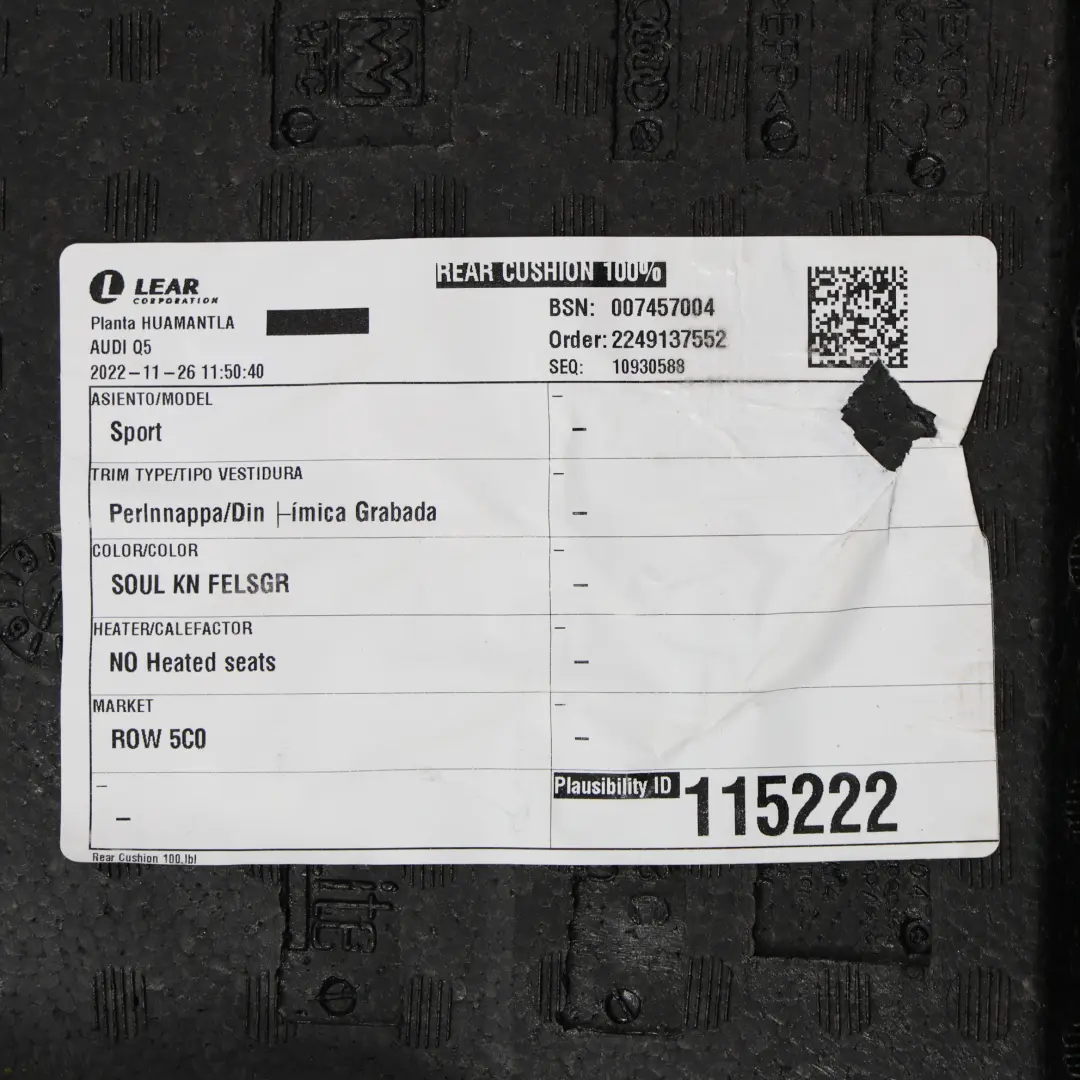 MEXICO
LEAR
CORPORATION
Planta HUAMANTLA
AUDI Q5
2022-11-26 11:50:40
REAR CUSHION 100%
BSN: 007457004
Order: 2249137552
SEQ: 10930588
ASIENTO/MODEL
Sport
TRIM TYPE/TIPO VESTIDURA
PerInnappa/Din ├ímica Grabada
COLOR/COLOR
SOUL KN FELSGR
HEATER/CALEFACTOR
NO Heated seats
MARKET
ROW 5C0
Plausibility ID 115222
Rear Cushion 100.lbl